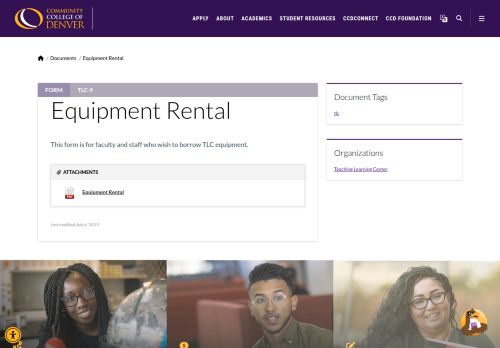 COMMUNITY
COLLEGE OF
DENVER
APPLY ABOUT ACADEMICS STUDENT RESOURCES CCDCONNECT CCD FOUNDATION
/ Documents / Equipment Rental
FORM TLC-9
Equipment Rental
This form is for faculty and staff who wish to borrow TLC equipment.
ATTACHMENTS
PDF
Equipment Rental
Last modified July 6, 2019
Document Tags
tlc
Organizations
Teaching Learning Center